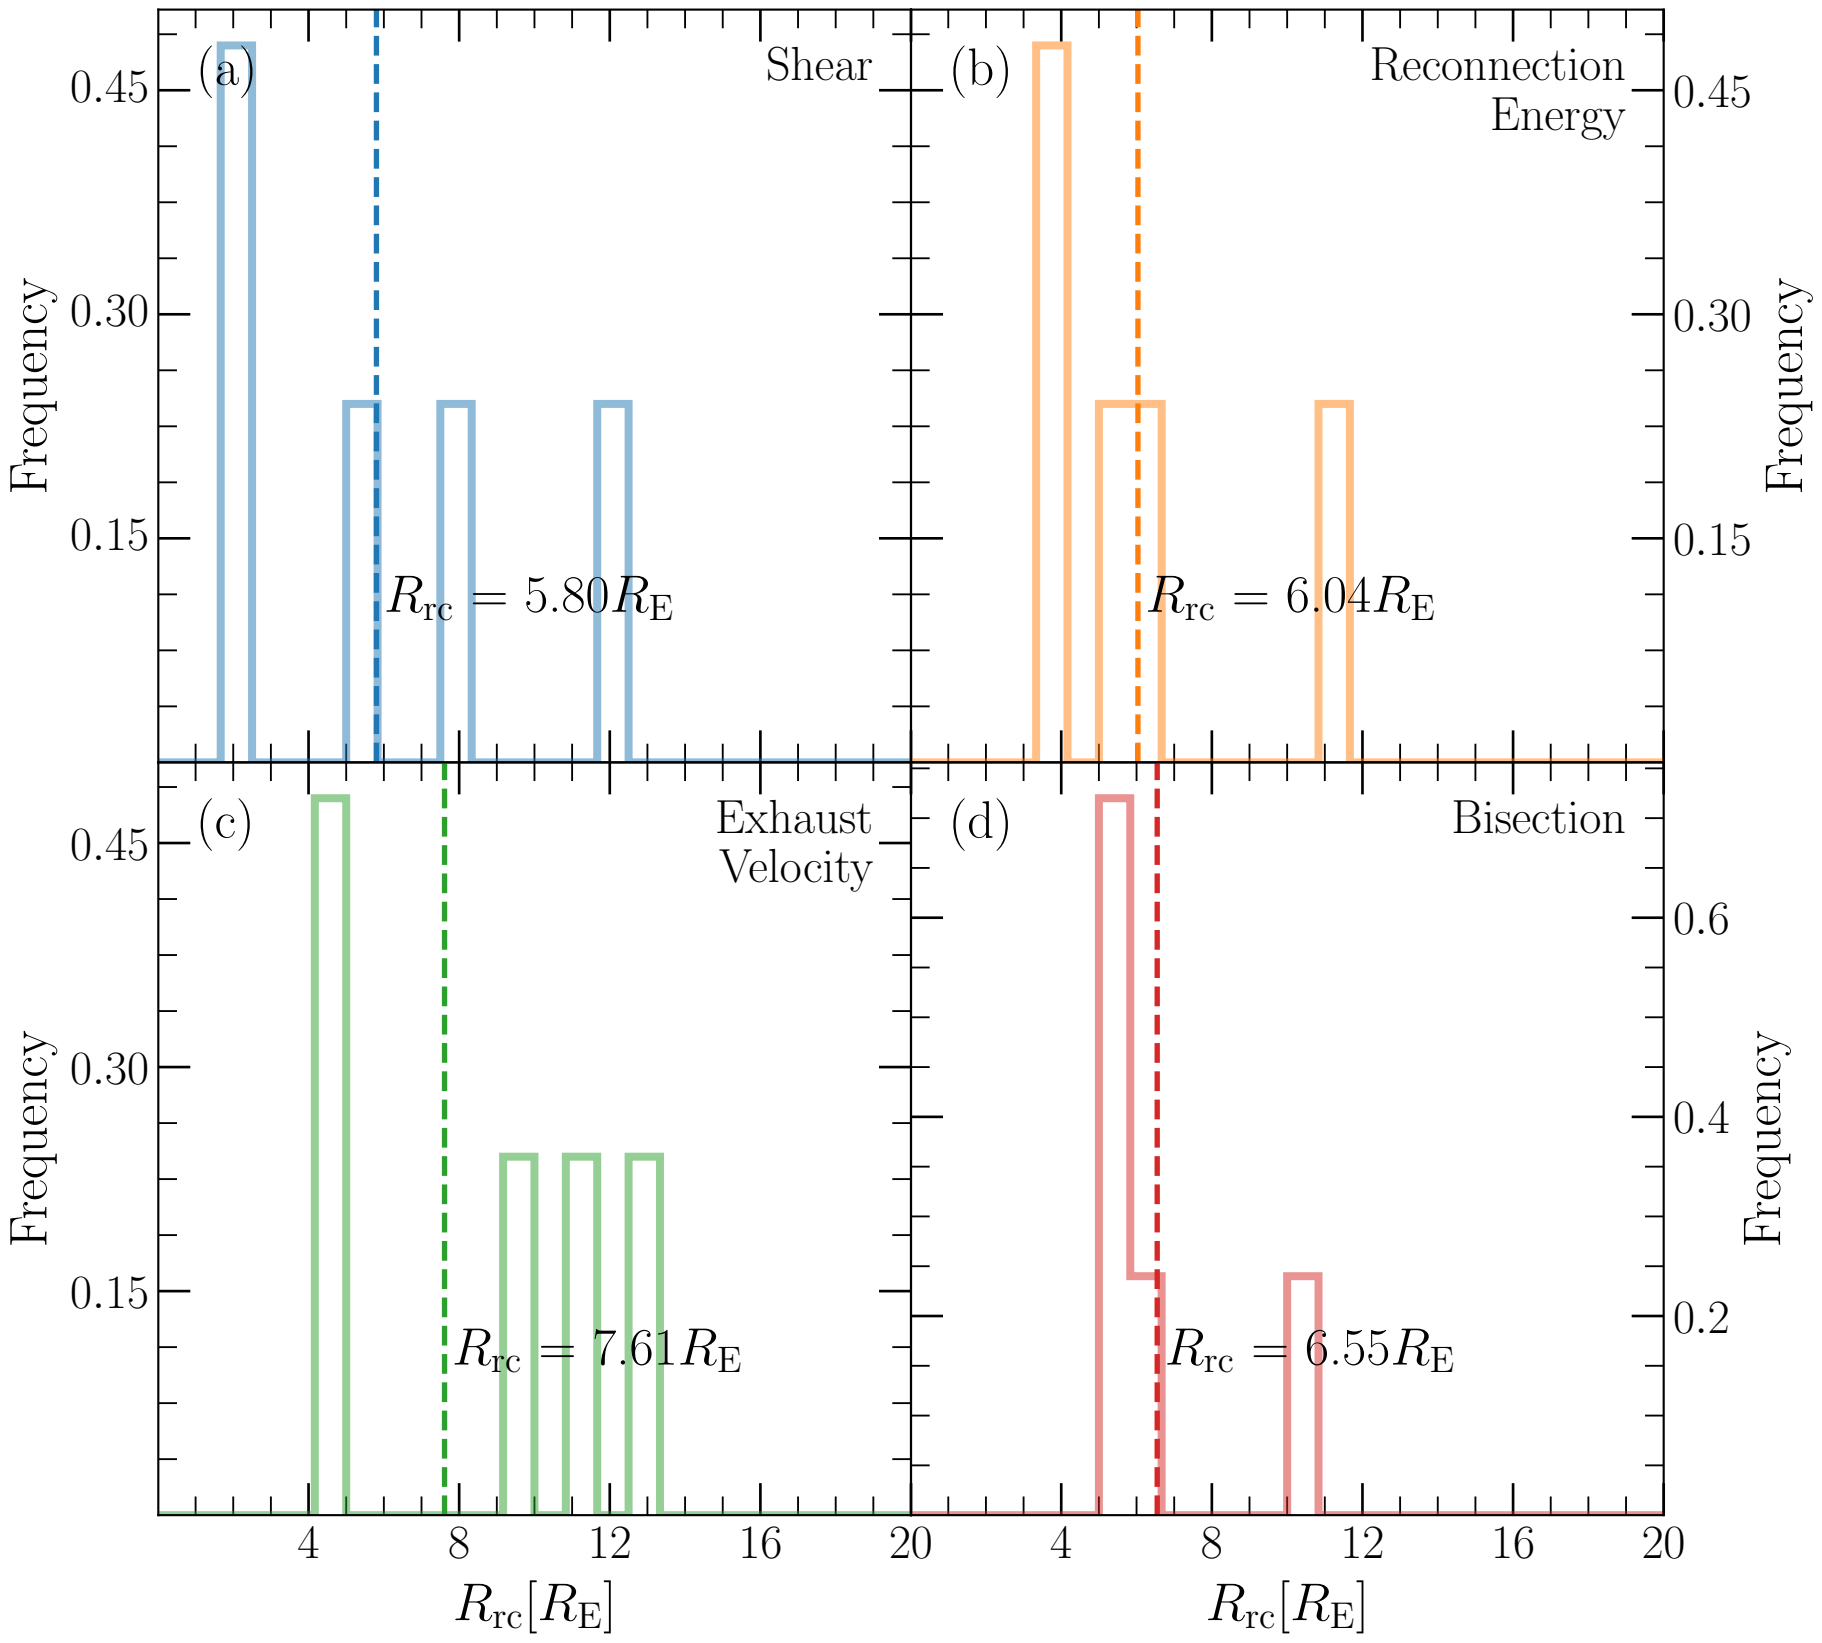 (a)
Shear
0.45
0.30
0.15
Frequency
R_rc = 5.80R_E
(b)
Reconnection
Energy
0.45
0.30
0.15
Frequency
R_rc = 6.04R_E
(c)
Exhaust
Velocity
0.45
0.30
0.15
Frequency
R_rc = 7.61R_E
4 8 12 16 20
R_rc[R_E]
(d)
Bisection
0.6
0.4
0.2
Frequency
R_rc = 6.55R_E
4 8 12 16 20
R_rc[R_E]